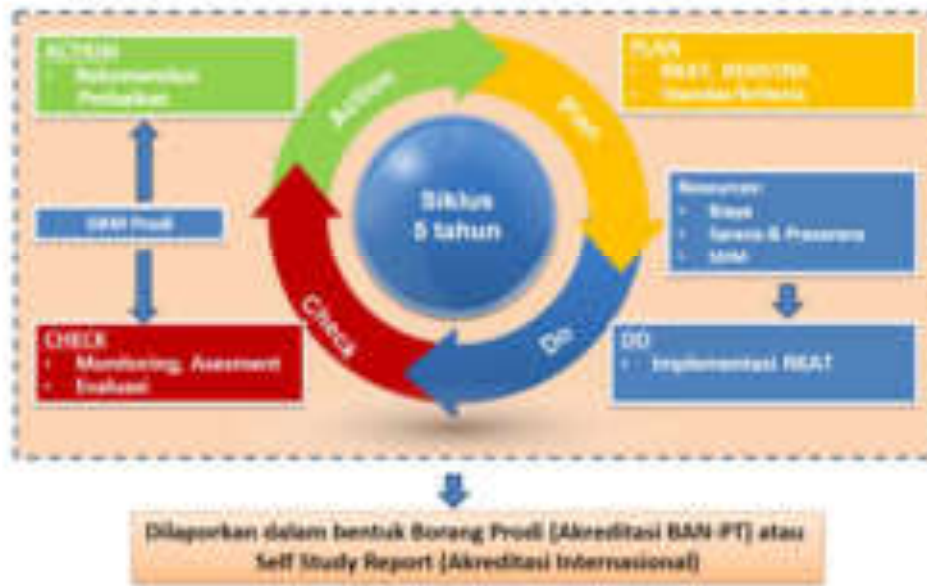 ACTION
Rekomendasi
Perbaikan
PLAN
RKAT, RENSTRA
Standar/Kriteria
Action
Plan
Siklus
5 tahun
Resources:
Biaya
Sarana & Prasarana
SDM
Prodi
Check
Do
CHECK
Monitoring, Asesment
Evaluasi
DO
Implementasi RKAT
Dilaporkan dalam bentuk Borang Prodi (Akreditasi BAN-PT) atau
Self Study Report (Akreditasi Internasional)